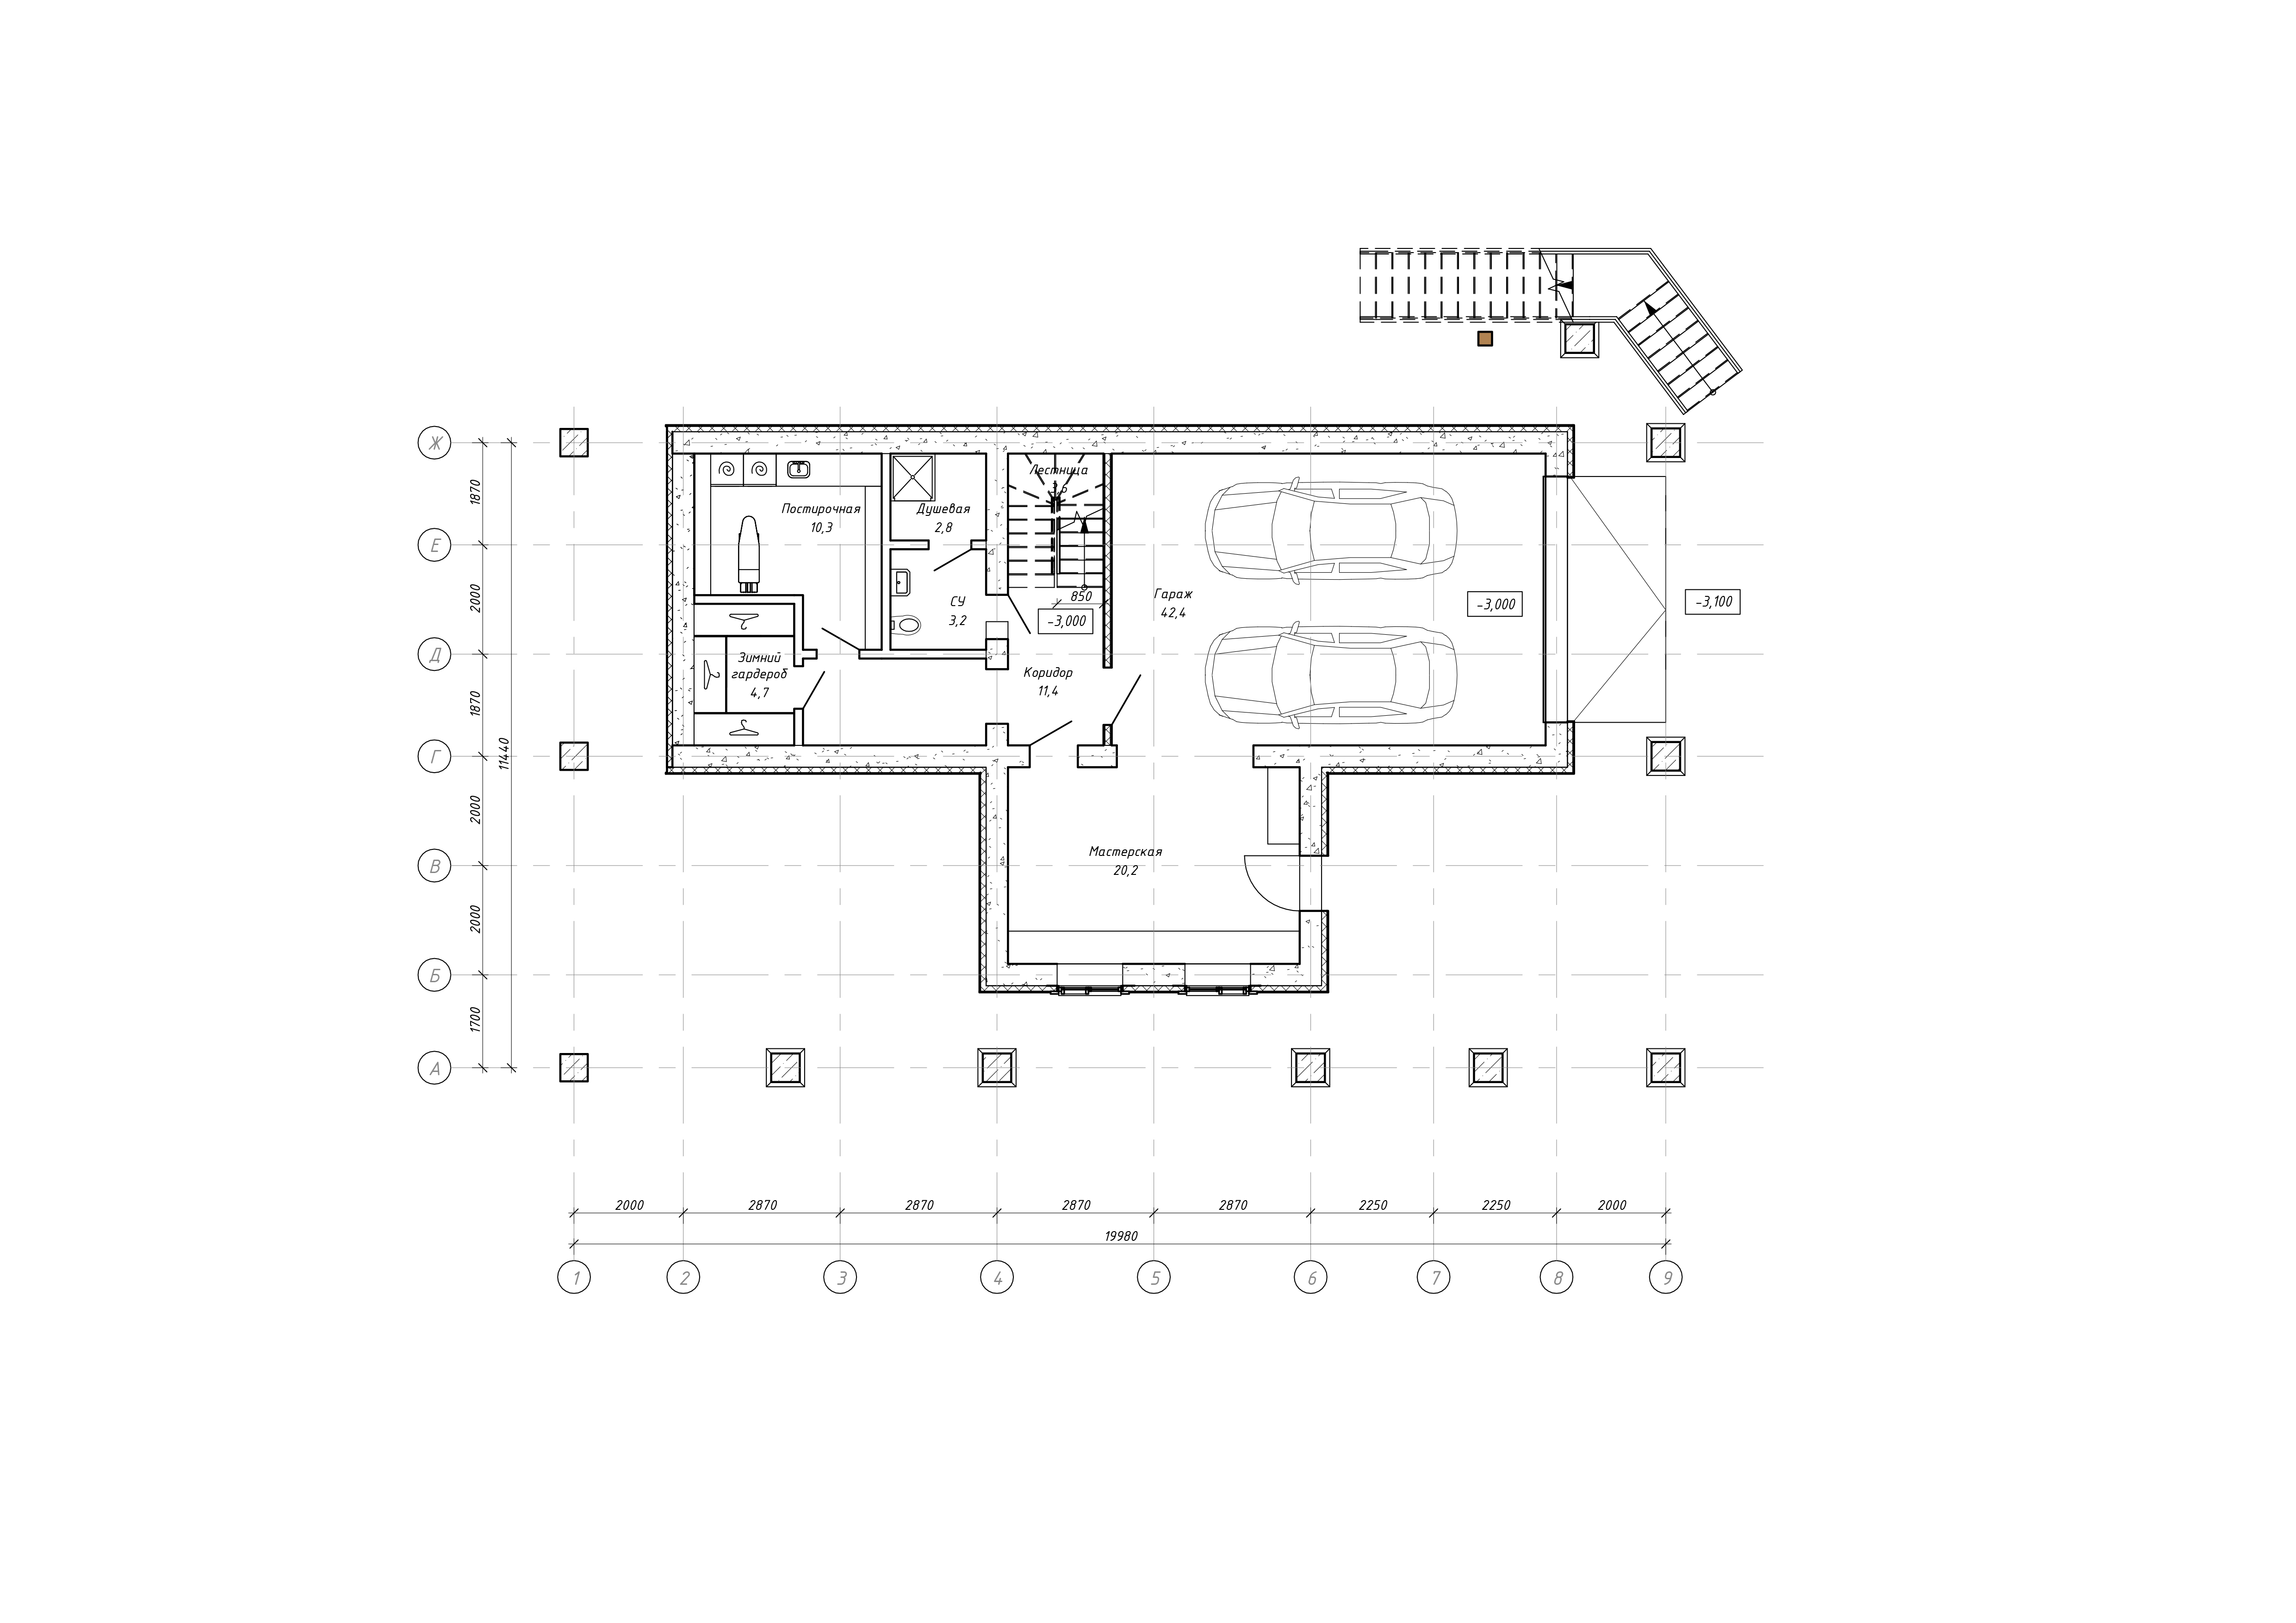 Ж
Е
Д
Г
В
Б
А
1870
2000
1870
2000
2000
1700
11440
Лестница
Постирочная
10,3
Душевая
2,8
СУ
3,2
850
-3,000
Гараж
42,4
-3,000
-3,100
Зимний
гардероб
4,7
Коридор
11,4
Мастерская
20,2
2000
2870
2870
2870
2870
2250
2250
2000
19980
1
2
3
4
5
6
7
8
9